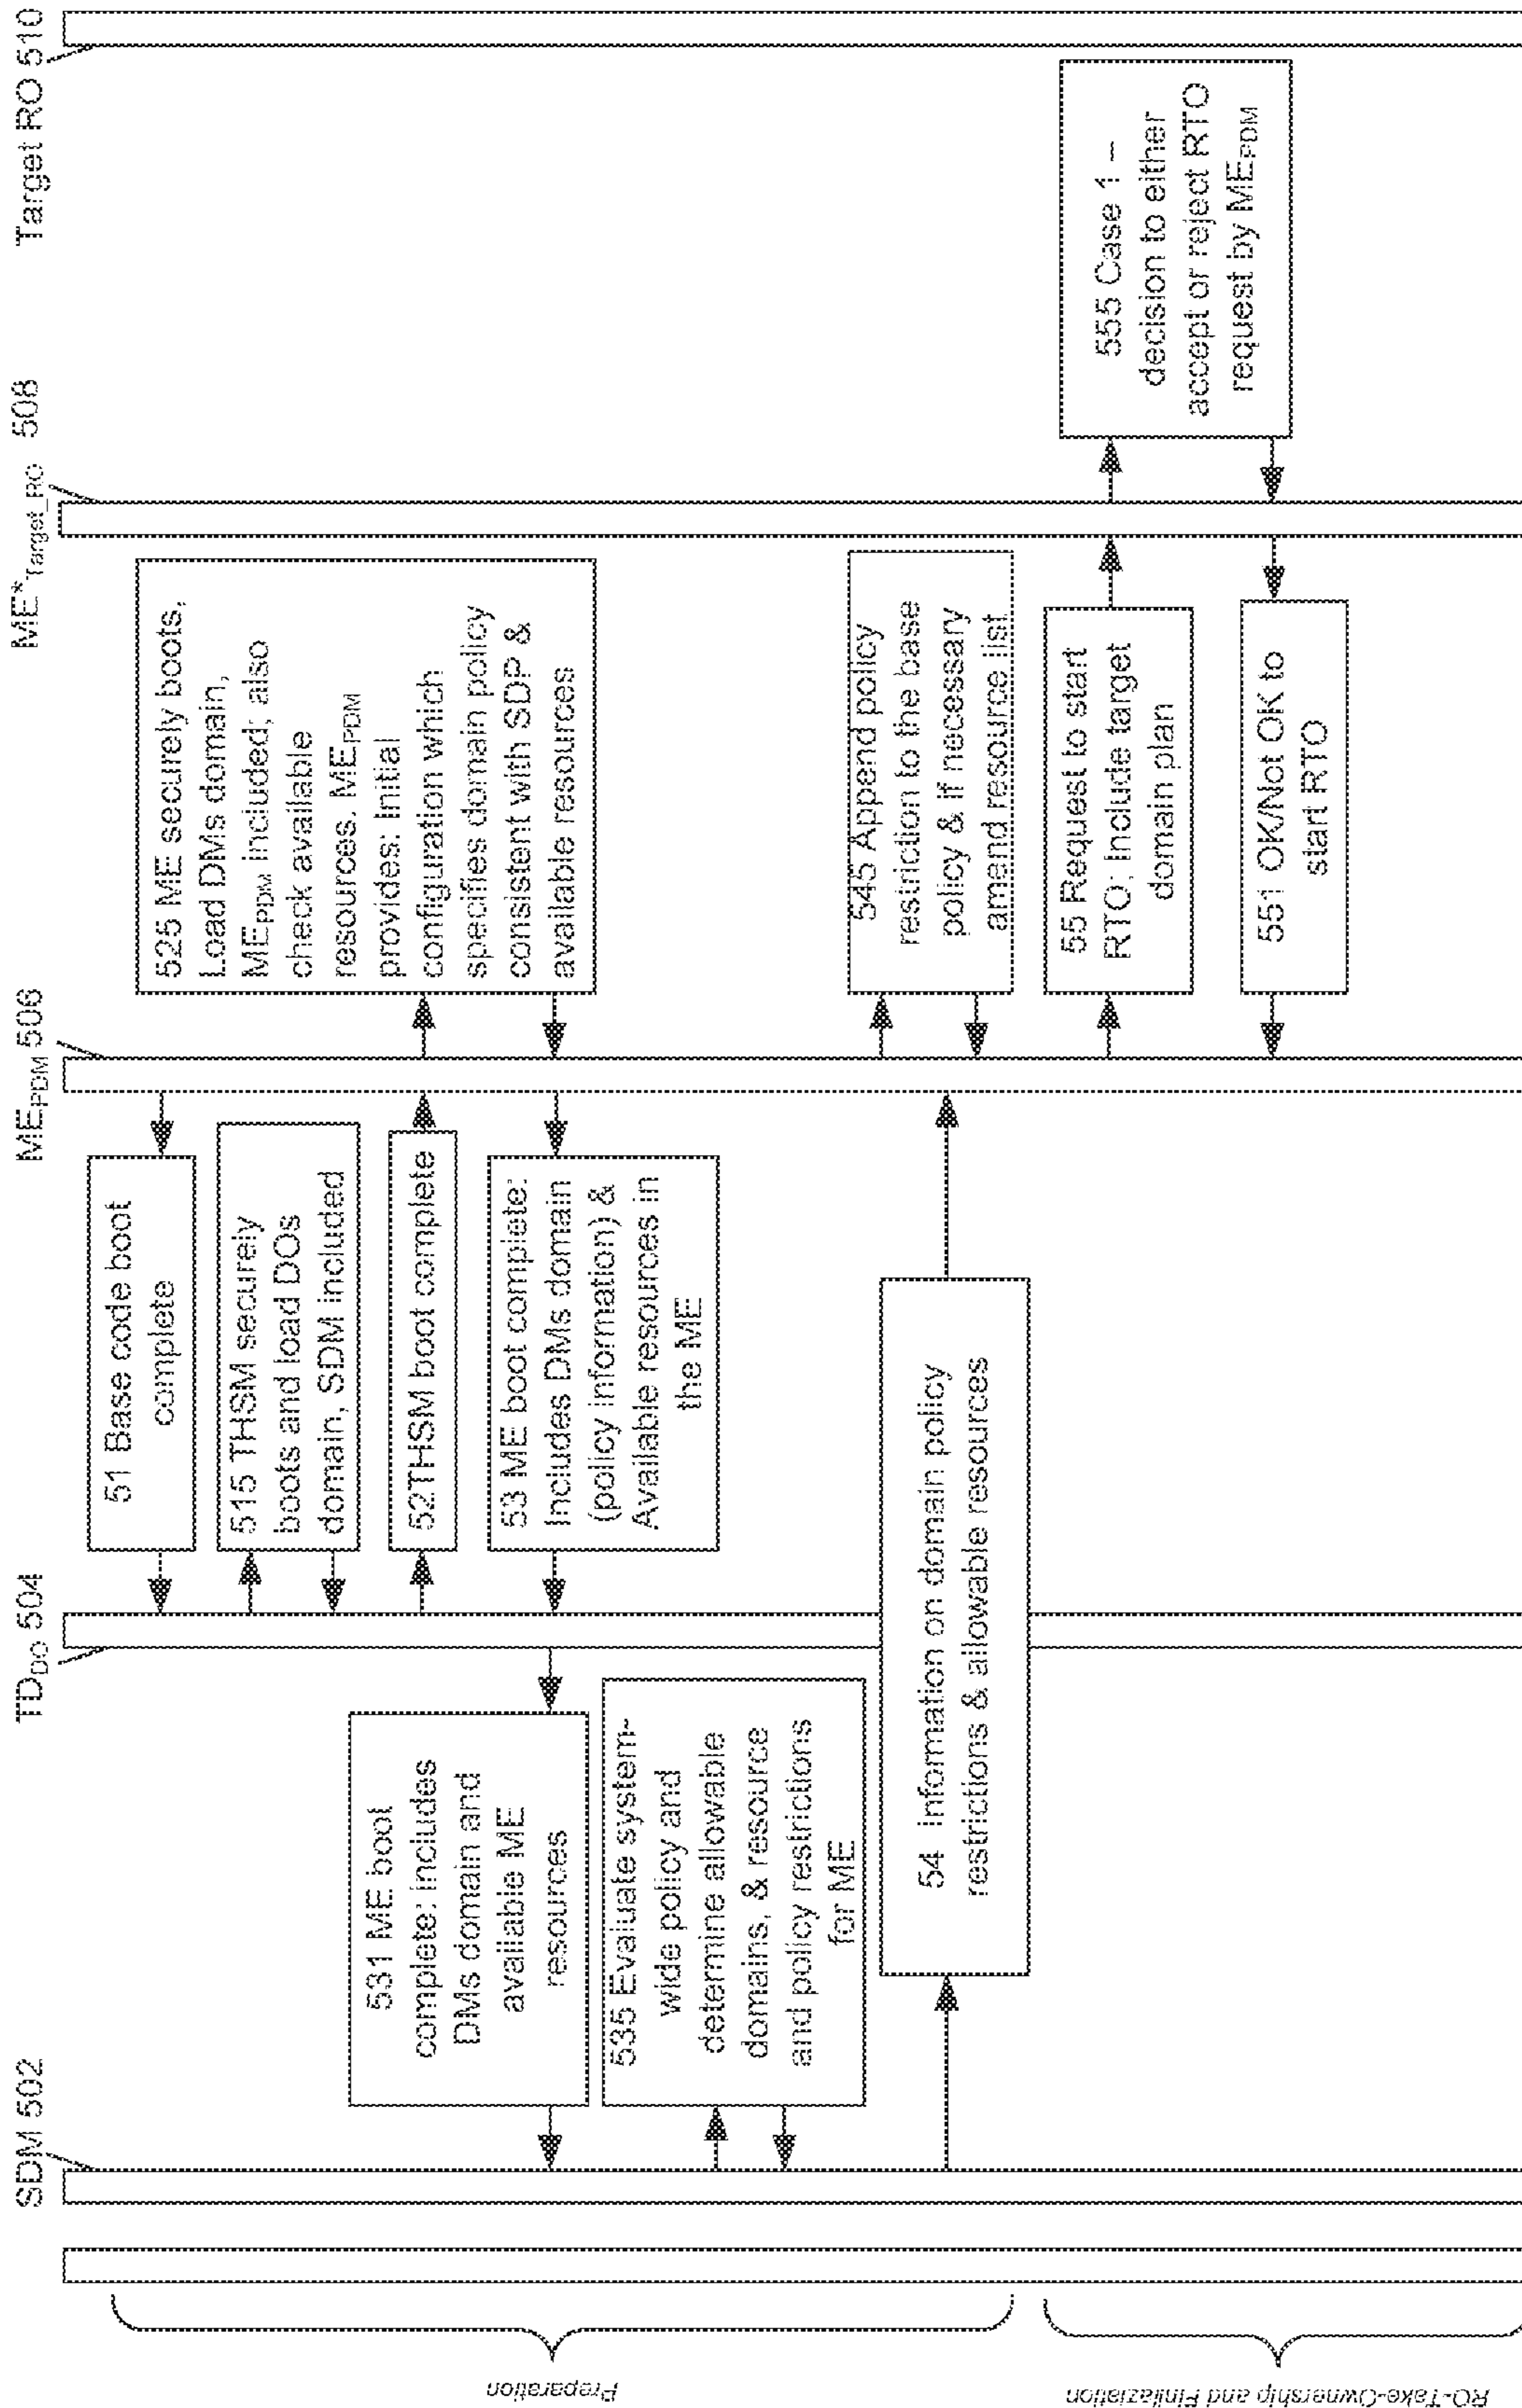 SDM 502
TD_DO 504
ME_PDM 506
ME*_Target_RO 508
Target RO 510
51 Base code boot
complete
515 THSM securely
boots and load DOs
domain, SDM included
52THSM boot complete
525 ME securely boots,
Load DMs domain,
ME_PDM included; also
check available
resources. ME_PDM
provides: Initial
configuration which
specifies domain policy
consistent with SDP &
available resources
53 ME boot complete:
Includes DMs domain
(policy information) &
Available resources in
the ME
531 ME boot
complete: includes
DMs domain and
available ME
resources
535 Evaluate system-
wide policy and
determine allowable
domains, & resource
and policy restrictions
for ME
54 Information on domain policy
restrictions & allowable resources
545 Append policy
restriction to the base
policy & if necessary
amend resource list
55 Request to start
RTO; Include target
domain plan
555 Case 1 –
decision to either
accept or reject RTO
request by ME_PDM
551 OK/Not OK to
start RTO
Preparation
RO-Take-Ownership and Finilaziation